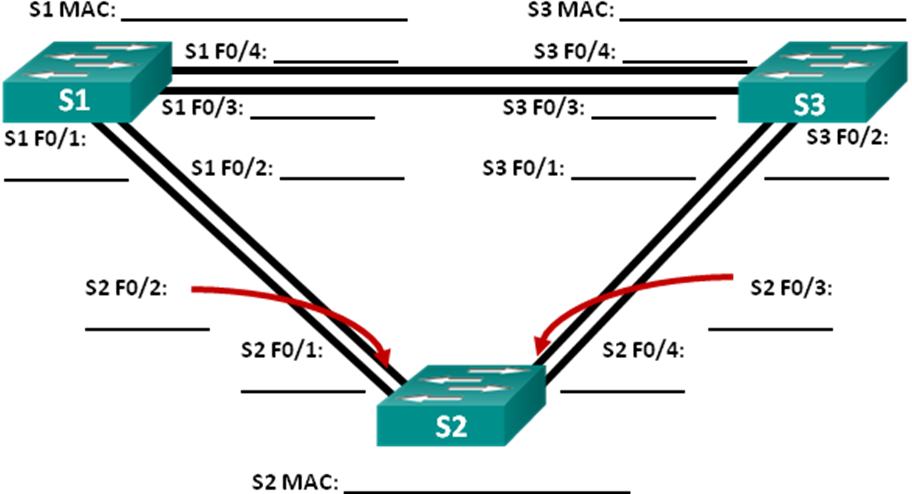 S1 MAC: ____________________
S3 MAC: ____________________
S1 F0/4: __________
S3 F0/4: __________
S1
S3
S1 F0/3: __________
S3 F0/3: __________
S1 F0/1:
__________
S3 F0/2:
__________
S1 F0/2: __________
S3 F0/1: __________
S2 F0/2:
__________
S2 F0/3:
__________
S2 F0/1:
__________
S2 F0/4:
__________
S2
S2 MAC: ____________________